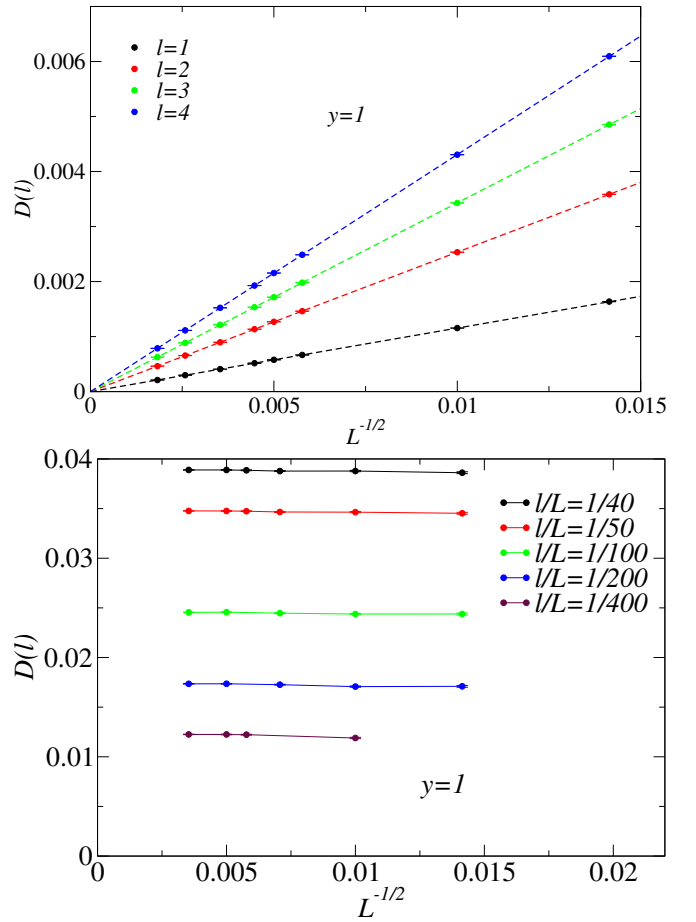 0.006
0.004
0.002
0
D(l)
l=1
l=2
l=3
l=4
y=1
0 0.005 0.01 0.015
L^{-1/2}
0.04
0.03
0.02
0.01
0
D(l)
l/L=1/40
l/L=1/50
l/L=1/100
l/L=1/200
l/L=1/400
y=1
0 0.005 0.01 0.015 0.02
L^{-1/2}